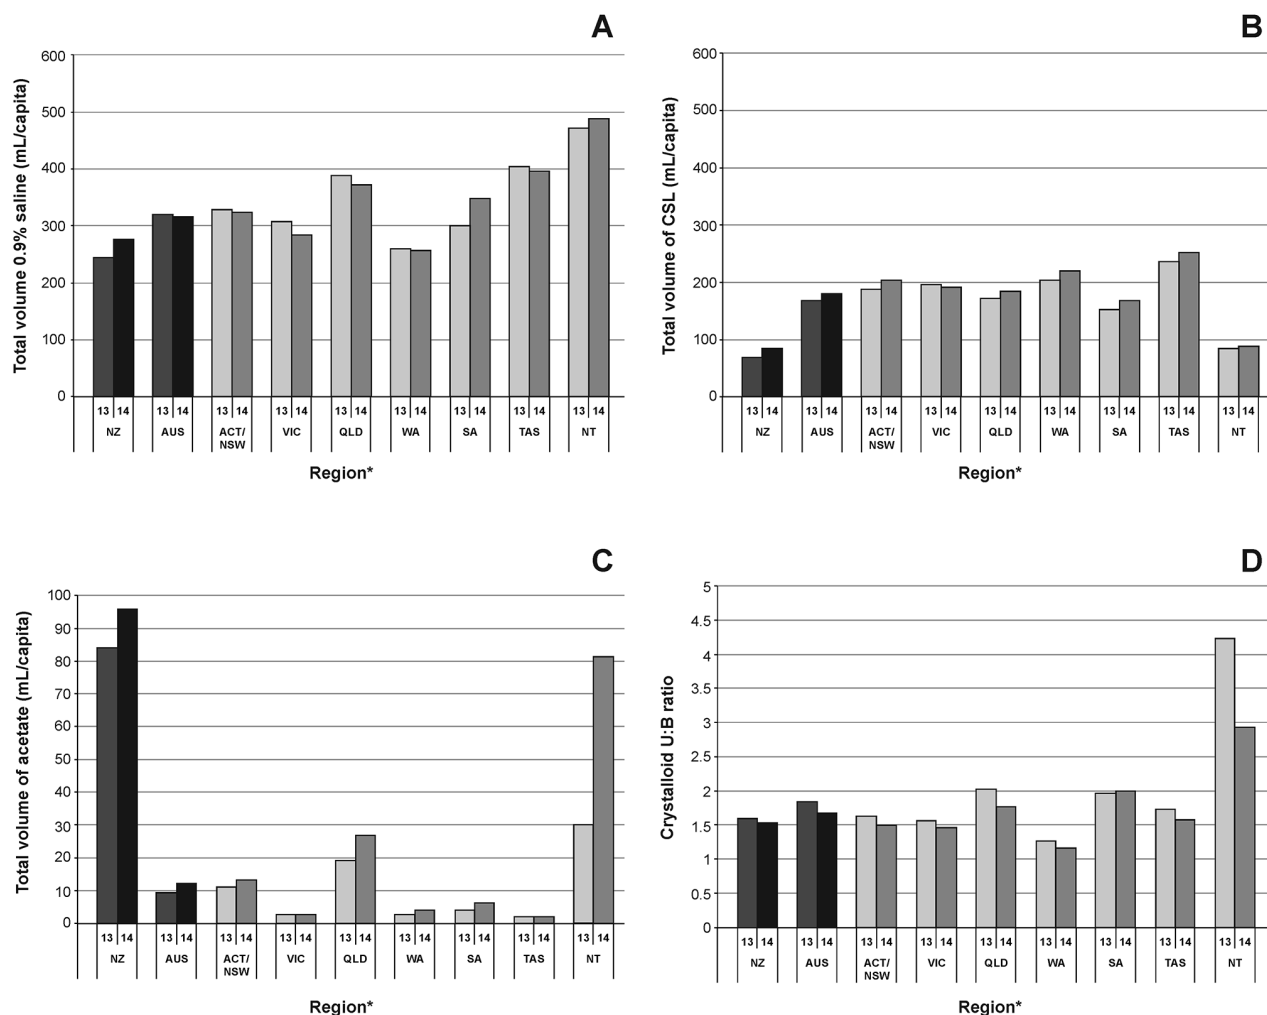 A
Total volume 0.9% saline (mL/capita)
600
500
400
300
200
100
0
13 14 13 14 13 14 13 14 13 14 13 14 13 14 13 14 13 14
NZ AUS ACT/ VIC QLD WA SA TAS NT
NSW
Region*
B
Total volume of CSL (mL/capita)
600
500
400
300
200
100
0
13 14 13 14 13 14 13 14 13 14 13 14 13 14 13 14 13 14
NZ AUS ACT/ VIC QLD WA SA TAS NT
NSW
Region*
C
Total volume of acetate (mL/capita)
100
90
80
70
60
50
40
30
20
10
0
13 14 13 14 13 14 13 14 13 14 13 14 13 14 13 14 13 14
NZ AUS ACT/ VIC QLD WA SA TAS NT
NSW
Region*
D
Crystalloid U:B ratio
5
4.5
4
3.5
3
2.5
2
1.5
1
0.5
0
13 14 13 14 13 14 13 14 13 14 13 14 13 14 13 14 13 14
NZ AUS ACT/ VIC QLD WA SA TAS NT
NSW
Region*